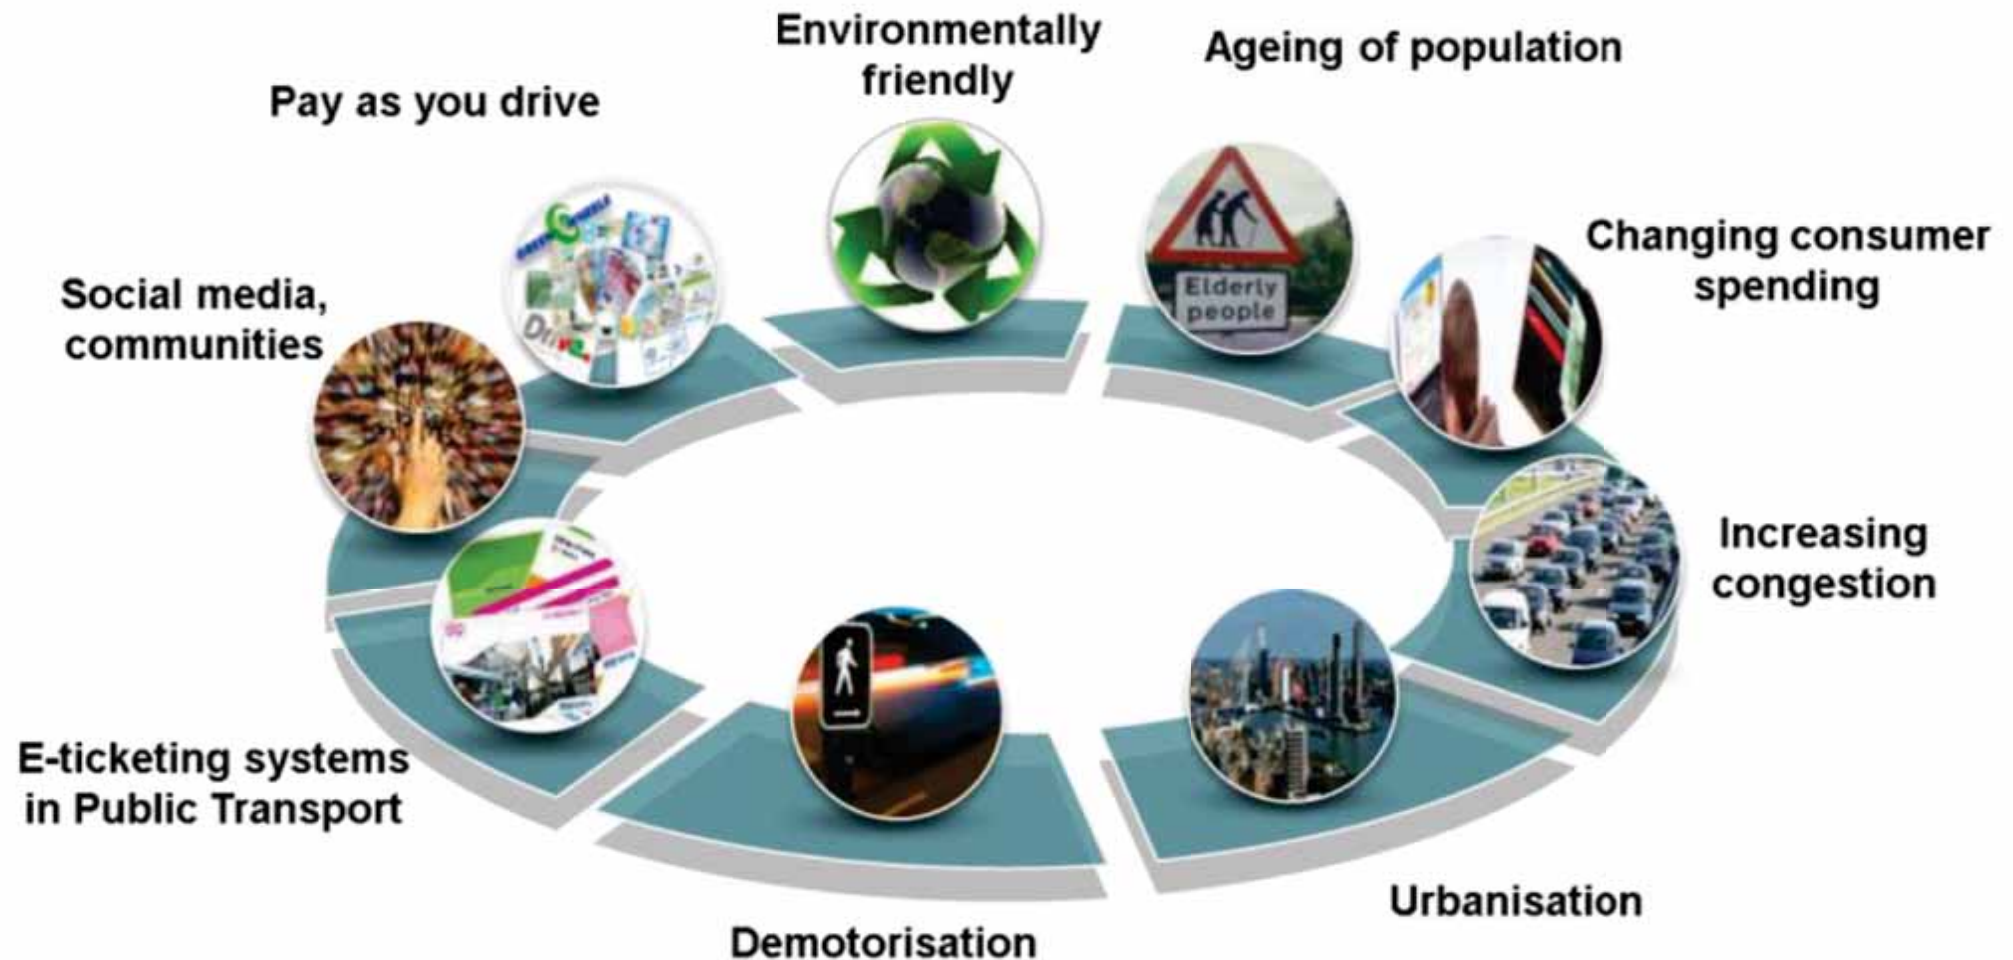 Environmentally
friendly
Ageing of population
Pay as you drive
Changing consumer
spending
Social media,
communities
Elderly
people
Increasing
congestion
E-ticketing systems
in Public Transport
Urbanisation
Demotorisation